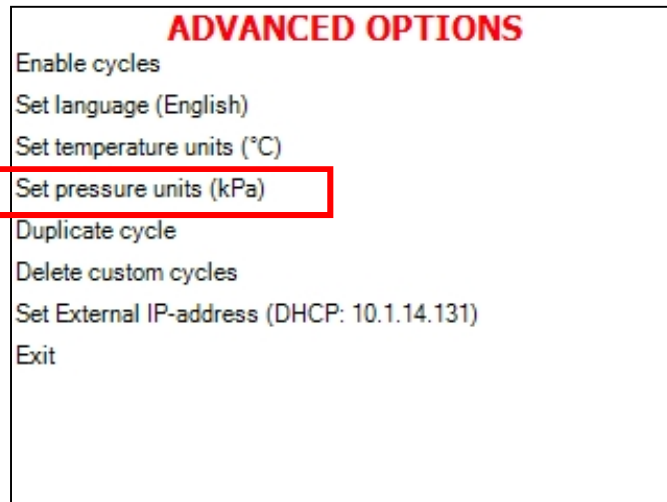 ADVANCED OPTIONS
Enable cycles
Set language (English)
Set temperature units (°C)
Set pressure units (kPa)
Duplicate cycle
Delete custom cycles
Set External IP-address (DHCP: 10.1.14.131)
Exit